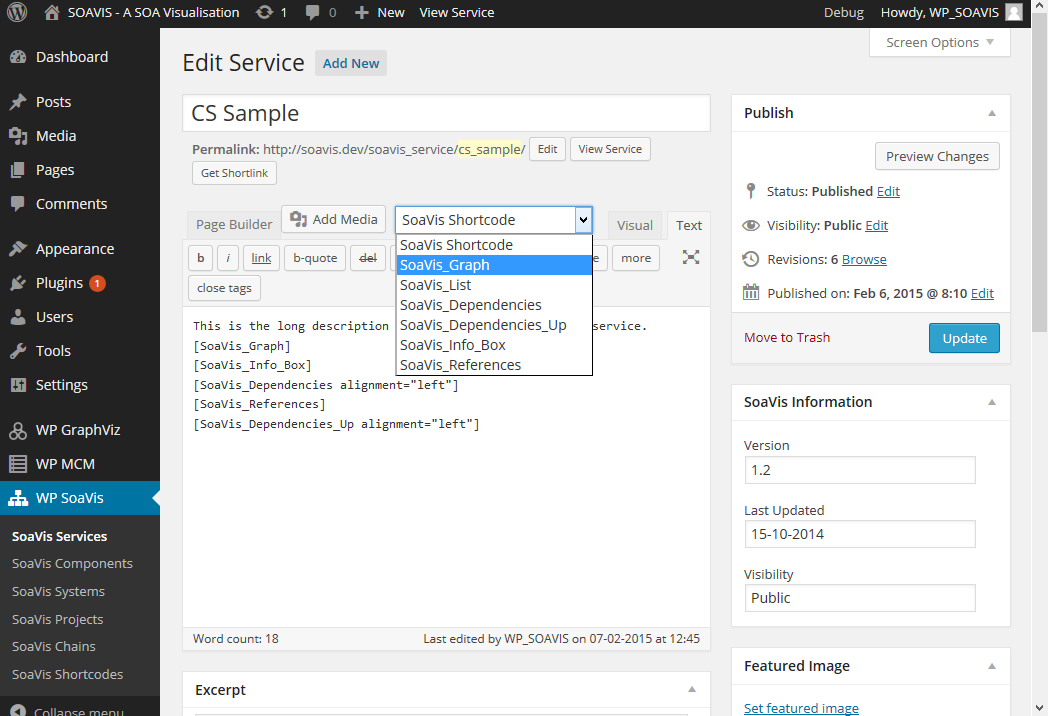 SOAVIS - A SOA Visualisation 1 0 New View Service Debug Howdy, WP_SOAVIS
Screen Options
Dashboard
Posts
Media
Pages
Comments
Appearance
Plugins 1
Users
Tools
Settings
WP GraphViz
WP MCM
WP SoaVis
SoaVis Services
SoaVis Components
SoaVis Systems
SoaVis Projects
SoaVis Chains
SoaVis Shortcodes
Collapse menu
Edit Service Add New
CS Sample
Permalink: http://soavis.dev/soavis_service/cs_sample/ Edit View Service
Get Shortlink
Page Builder Add Media SoaVis Shortcode Visual Text
SoaVis Shortcode
SoaVis_Graph
SoaVis_List
SoaVis_Dependencies
SoaVis_Dependencies_Up
SoaVis_Info_Box
SoaVis_References
b i link b-quote del e more
close tags
This is the long description service.
[SoaVis_Graph]
[SoaVis_Info_Box]
[SoaVis_Dependencies alignment="left"]
[SoaVis_References]
[SoaVis_Dependencies_Up alignment="left"]
Word count: 18 Last edited by WP_SOAVIS on 07-02-2015 at 12:45
Excerpt
Publish
Preview Changes
Status: Published Edit
Visibility: Public Edit
Revisions: 6 Browse
Published on: Feb 6, 2015 @ 8:10 Edit
Move to Trash Update
SoaVis Information
Version
1.2
Last Updated
15-10-2014
Visibility
Public
Featured Image
Set featured image